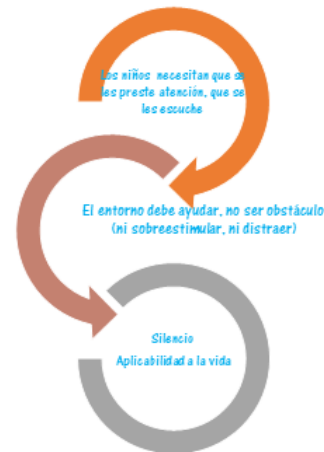 Los niños necesitan que se
les preste atención, que se
les escuche
El entorno debe ayudar, no ser obstáculo
(ni sobreestimular, ni distraer)
Silencio
Aplicabilidad a la vida